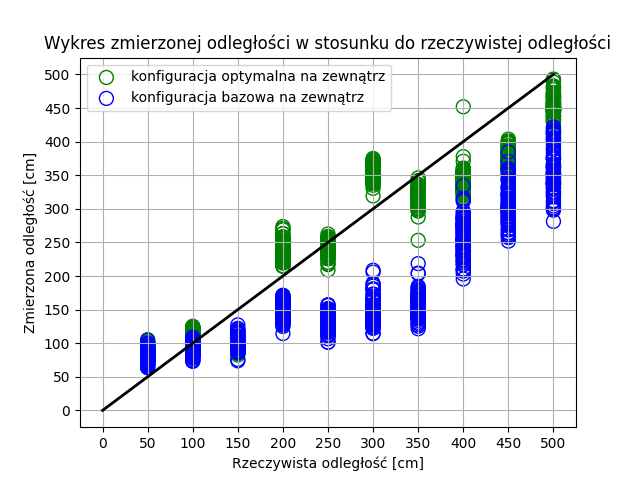 Wykres zmierzonej odległości w stosunku do rzeczywistej odległości
konfiguracja optymalna na zewnątrz
konfiguracja bazowa na zewnątrz
Zmierzona odległość [cm]
500
450
400
350
300
250
200
150
100
50
0
0 50 100 150 200 250 300 350 400 450 500
Rzeczywista odległość [cm]